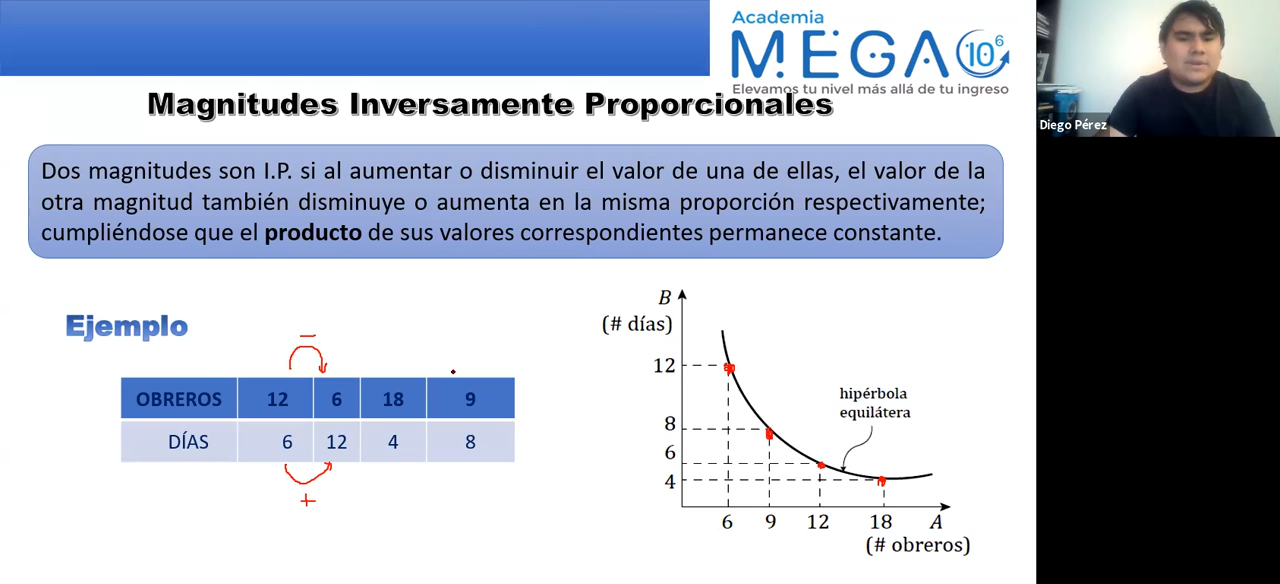 Academia
MEGA 10⁶
Elevamos tu nivel más allá de tu ingreso
Diego Pérez
Magnitudes Inversamente Proporcionales
Dos magnitudes son I.P. si al aumentar o disminuir el valor de una de ellas, el valor de la
otra magnitud también disminuye o aumenta en la misma proporción respectivamente;
cumpliéndose que el producto de sus valores correspondientes permanece constante.
Ejemplo
−
OBREROS 12 6 18 9
DÍAS 6 12 4 8
+
B
(# días)
12
8
6
4
hipérbola
equilátera
6 9 12 18 A
(# obreros)